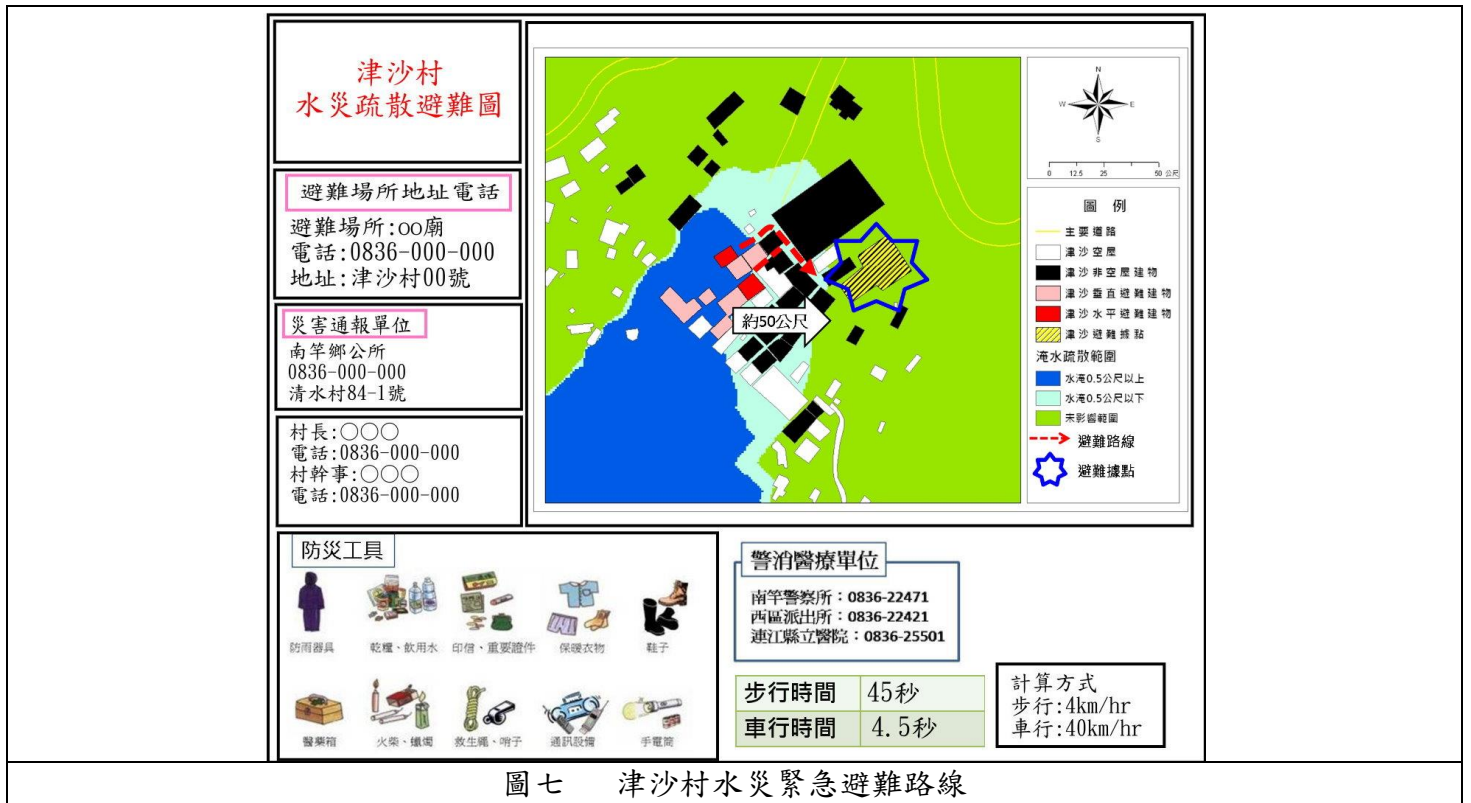 津沙村
水災疏散避難圖
避難場所地址電話
避難場所:oo廟
電話:0836-000-000
地址:津沙村00號
災害通報單位
南竿鄉公所
0836-000-000
清水村84-1號
村長:○○○
電話:0836-000-000
村幹事:○○○
電話:0836-000-000
約50公尺
N
W E
S
0 12.5 25 50 公尺
圖 例
主要道路
津沙空屋
津沙非空屋建物
津沙垂直避難建物
津沙水平避難建物
津沙避難據點
淹水疏散範圍
水淹0.5公尺以上
水淹0.5公尺以下
未影響範圍
避難路線
避難據點
防災工具
防雨器具
乾糧、飲用水
印信、重要證件
保暖衣物
鞋子
醫藥箱
火柴、蠟燭
救生繩、哨子
通訊設備
手電筒
警消醫療單位
南竿警察所：0836-22471
西區派出所：0836-22421
連江縣立醫院：0836-25501
步行時間 45秒
車行時間 4.5秒
計算方式
步行:4km/hr
車行:40km/hr
圖七 津沙村水災緊急避難路線